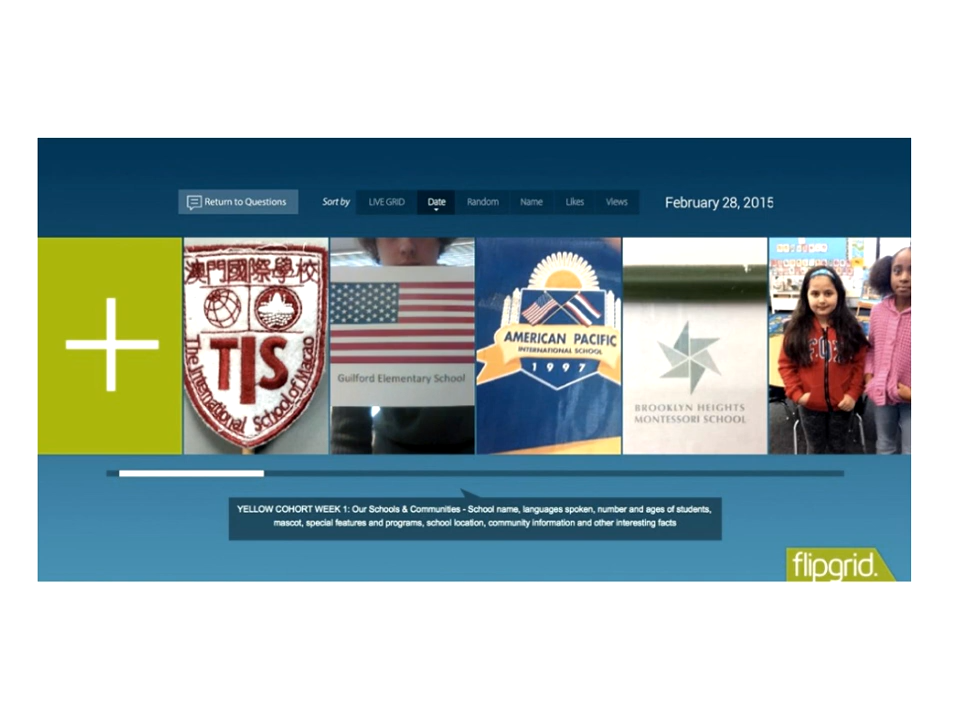 Return to Questions
Sort by LIVE GRID Date Random Name Likes Views
February 28, 2015
澳門國際學校
TIS
The International School of Macao
Guilford Elementary School
AMERICAN PACIFIC
INTERNATIONAL SCHOOL
1997
BROOKLYN HEIGHTS
MONTESSORI SCHOOL
YELLOW COHORT WEEK 1: Our Schools & Communities - School name, languages spoken, number and ages of students,
mascot, special features and programs, school location, community information and other interesting facts
flipgrid.